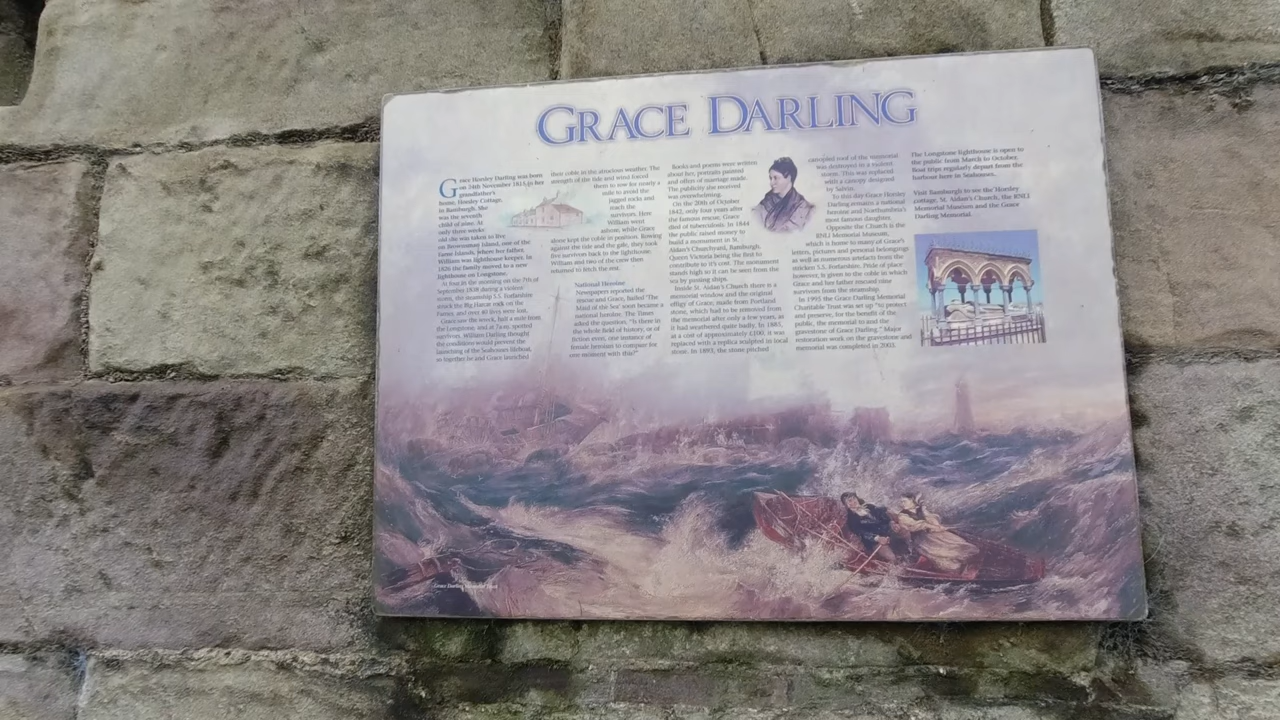 GRACE DARLING
Grace Horsley Darling was born
on 24th November 1815 in her
grandfather's
home, Horsley Cottage,
in Bamburgh. She
was the seventh
child of nine. At
only three weeks
old she was taken to live
on Brownsman Island, one of the
Farne Islands, where her father,
William was lighthouse keeper. In
1826 the family moved to a new
lighthouse on Longstone.
At four in the morning on the 7th of
September 1838 during a violent
storm, the steamship S.S. Forfarshire
struck the Big Harcar rock on the
Farnes, and over 40 lives were lost.
Grace saw the wreck, half a mile from
the Longstone, and at 7a.m. spotted
survivors. William Darling thought
the conditions would prevent the
launching of the Seahouses lifeboat,
so together he and Grace launched
their coble in the atrocious weather. The
strength of the tide and wind forced
them to row for nearly a
mile to avoid the
jagged rocks and
reach the
survivors. Here
William went
ashore, while Grace
alone kept the coble in position. Rowing
against the tide and the gale, they took
five survivors back to the lighthouse.
William and two of the crew then
returned to fetch the rest.
National Heroine
Newspapers reported the
rescue and Grace, hailed "The
Maid of the Sea" soon became a
national heroine. The Times
asked the question, "Is there in
the whole field of history, or of
fiction even, one instance of
female heroism to compare for
one moment with this?"
Books and poems were written
about her, portraits painted
and offers of marriage made.
The publicity she received
was overwhelming.
On the 20th of October
1842, only four years after
the famous rescue, Grace
died of tuberculosis. In 1844
the public raised money to
build a monument in St.
Aidan's Churchyard, Bamburgh,
Queen Victoria being the first to
contribute to it's cost. The monument
stands high so it can be seen from the
sea by passing ships.
Inside St. Aidan's Church there is a
memorial window and the original
effigy of Grace, made from Portland
stone, which had to be removed from
the memorial after only a few years, as
it had weathered quite badly. In 1885,
at a cost of approximately £100, it was
replaced with a replica sculpted in local
stone. In 1893, the stone pitched
canopied roof of the memorial
was destroyed in a violent
storm. This was replaced
with a canopy designed
by Salvin.
To this day Grace Horsley
Darling remains a national
heroine and Northumbria's
most famous daughter.
Opposite the Church is the
RNLI Memorial Museum,
which is home to many of Grace's
letters, pictures and personal belongings
as well as numerous artefacts from the
stricken S.S. Forfarshire. Pride of place
however, is given to the coble in which
Grace and her father rescued nine
survivors from the steamship.
In 1995 the Grace Darling Memorial
Charitable Trust was set up "to protect
and preserve, for the benefit of the
public, the memorial to and the
gravestone of Grace Darling." Major
restoration work on the gravestone and
memorial was completed in 2003.
The Longstone lighthouse is open to
the public from March to October.
Boat trips regularly depart from the
harbour here in Seahouses.
Visit Bamburgh to see the Horsley
cottage, St. Aidan's Church, the RNLI
Memorial Museum and the Grace
Darling Memorial.
Grace Darling